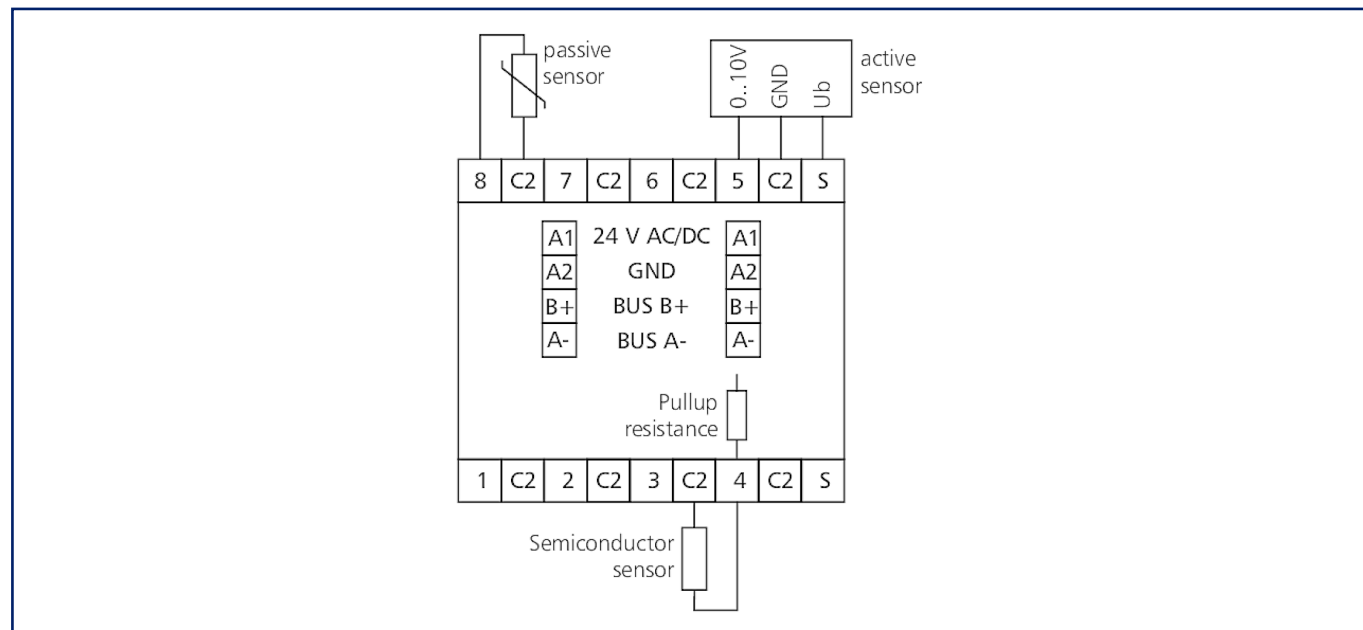 passive
sensor
0..10V
GND
Ub
active
sensor
8 C2 7 C2 6 C2 5 C2 S
A1 24 V AC/DC A1
A2 GND A2
B+ BUS B+ B+
A- BUS A- A-
Pullup
resistance
1 C2 2 C2 3 C2 4 C2 S
Semiconductor
sensor